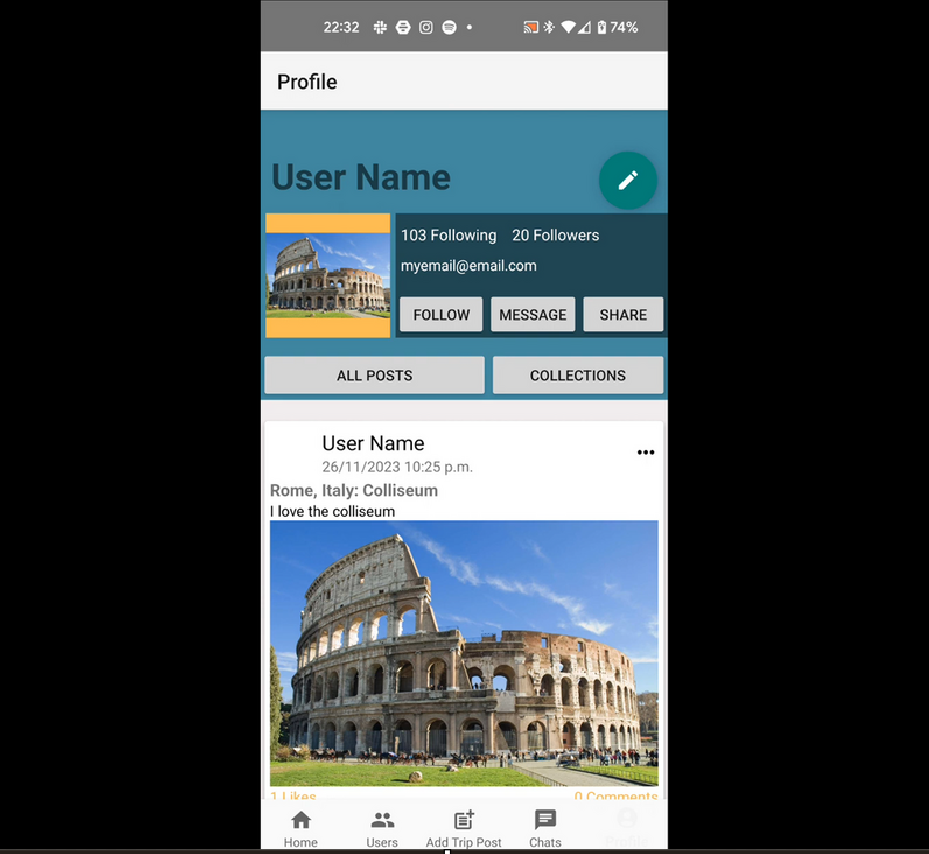 22:32 74%
Profile
User Name
103 Following 20 Followers
myemail@email.com
FOLLOW MESSAGE SHARE
ALL POSTS COLLECTIONS
User Name
26/11/2023 10:25 p.m.
Rome, Italy: Colliseum
I love the colliseum
1 Likes 0 Comments
Home Users Add Trip Post Chats